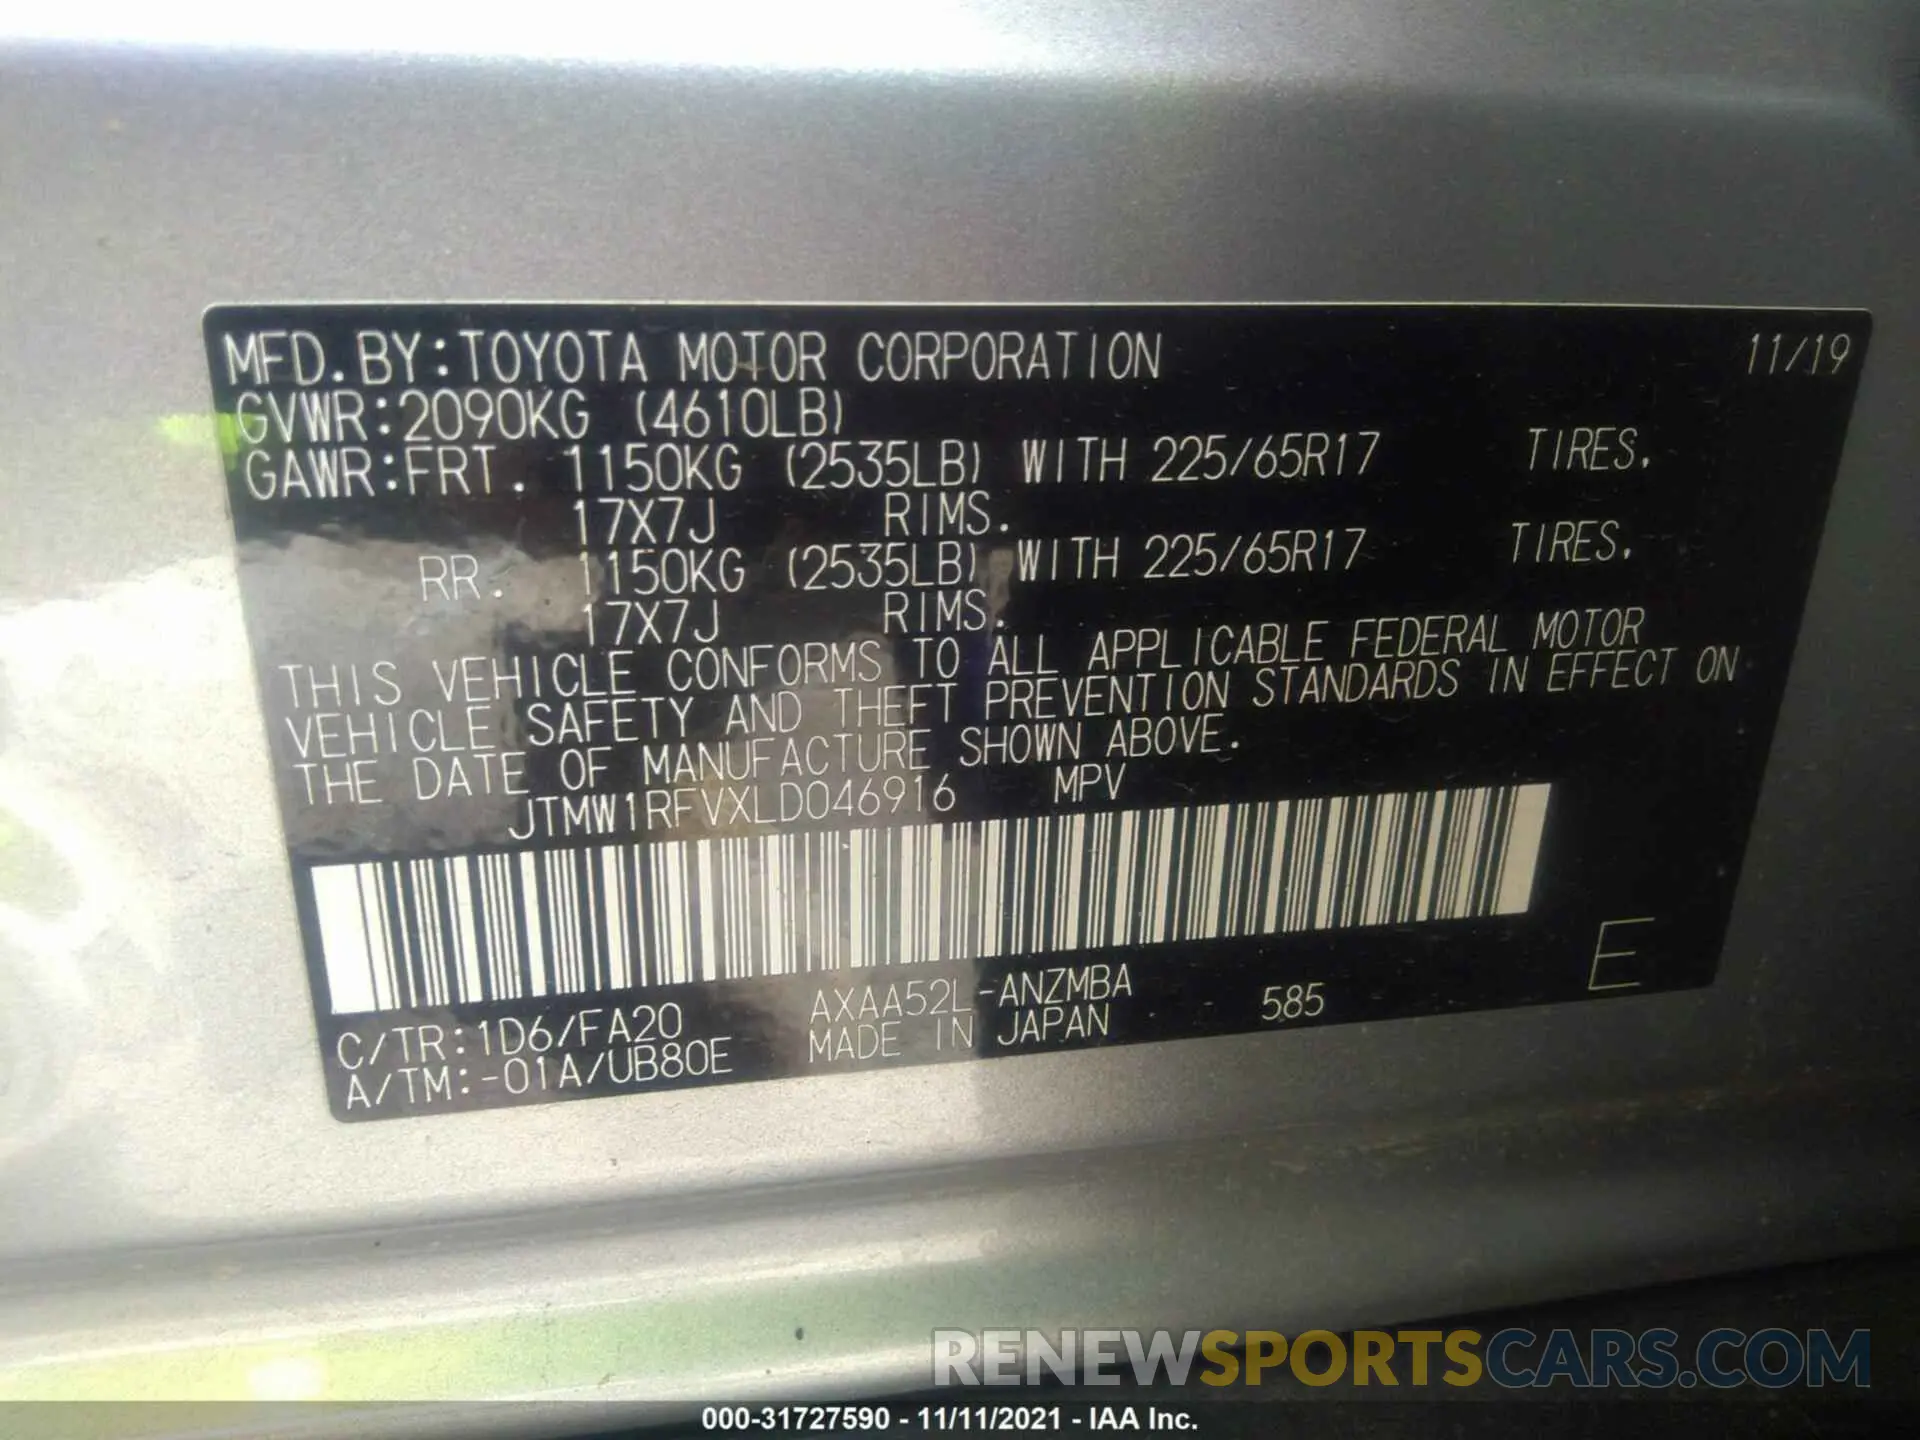 MFD.BY:TOYOTA MOTOR CORPORATION 11/19
GVWR:2090KG (4610LB)
GAWR:FRT. 1150KG (2535LB) WITH 225/65R17 TIRES,
17X7J RIMS.
RR. 1150KG (2535LB) WITH 225/65R17 TIRES,
17X7J RIMS.
THIS VEHICLE CONFORMS TO ALL APPLICABLE FEDERAL MOTOR
VEHICLE SAFETY AND THEFT PREVENTION STANDARDS IN EFFECT ON
THE DATE OF MANUFACTURE SHOWN ABOVE.
JTMW1RFVXLD046916 MPV
E
C/TR:1D6/FA20 AXAA52L-ANZMBA 585
A/TM:-01A/UB80E MADE IN JAPAN
RENEWSPORTSCARS.COM
000-31727590 - 11/11/2021 - IAA Inc.